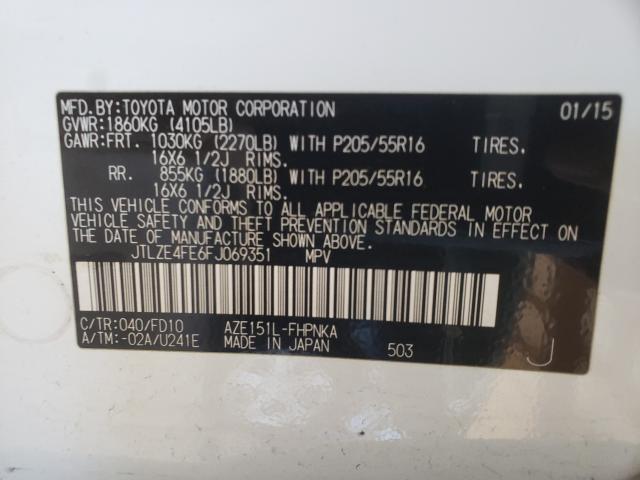 MFD.BY:TOYOTA MOTOR CORPORATION 01/15
GVWR:1860KG (4105LB)
GAWR:FRT. 1030KG (2270LB) WITH P205/55R16 TIRES.
16X6 1/2J RIMS.
RR. 855KG (1880LB) WITH P205/55R16 TIRES.
16X6 1/2J RIMS.
THIS VEHICLE CONFORMS TO ALL APPLICABLE FEDERAL MOTOR
VEHICLE SAFETY AND THEFT PREVENTION STANDARDS IN EFFECT ON
THE DATE OF MANUFACTURE SHOWN ABOVE.
JTLZE4FE6FJ069351 MPV
C/TR:040/FD10 AZE151L-FHPNKA
A/TM:-02A/U241E MADE IN JAPAN 503 J